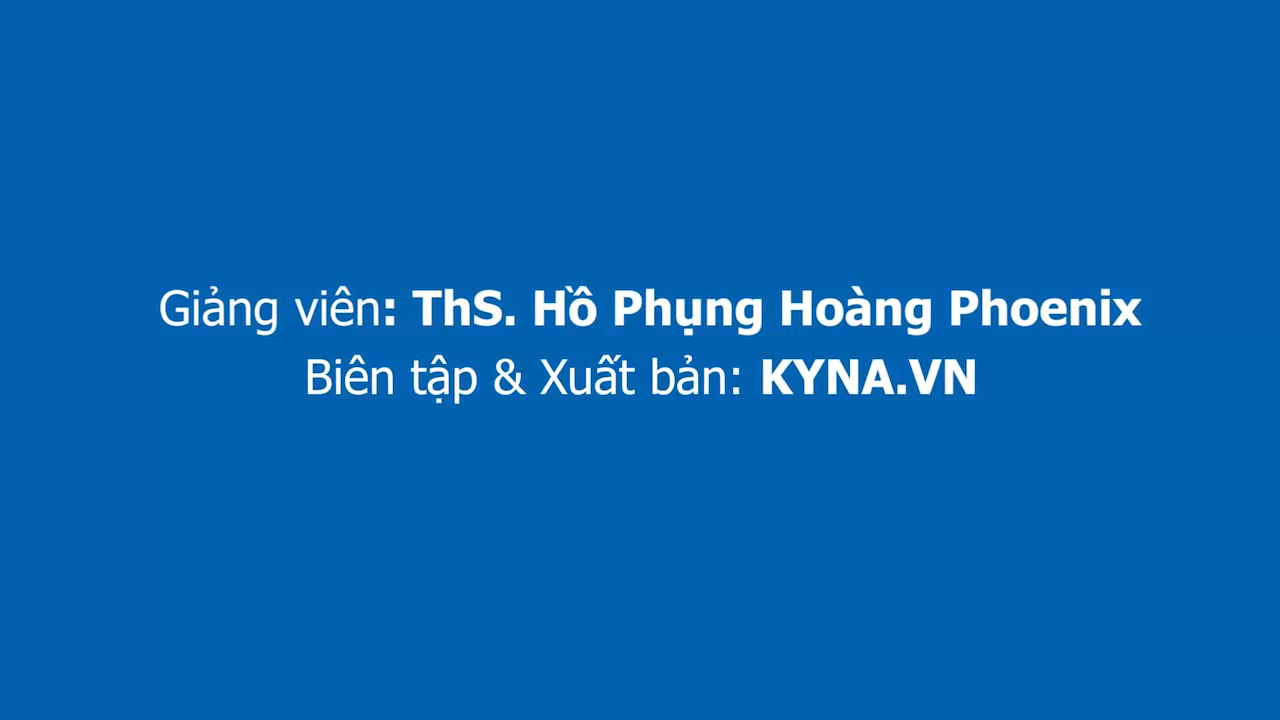 Giảng viên: ThS. Hồ Phụng Hoàng Phoenix
Biên tập & Xuất bản: KYNA.VN